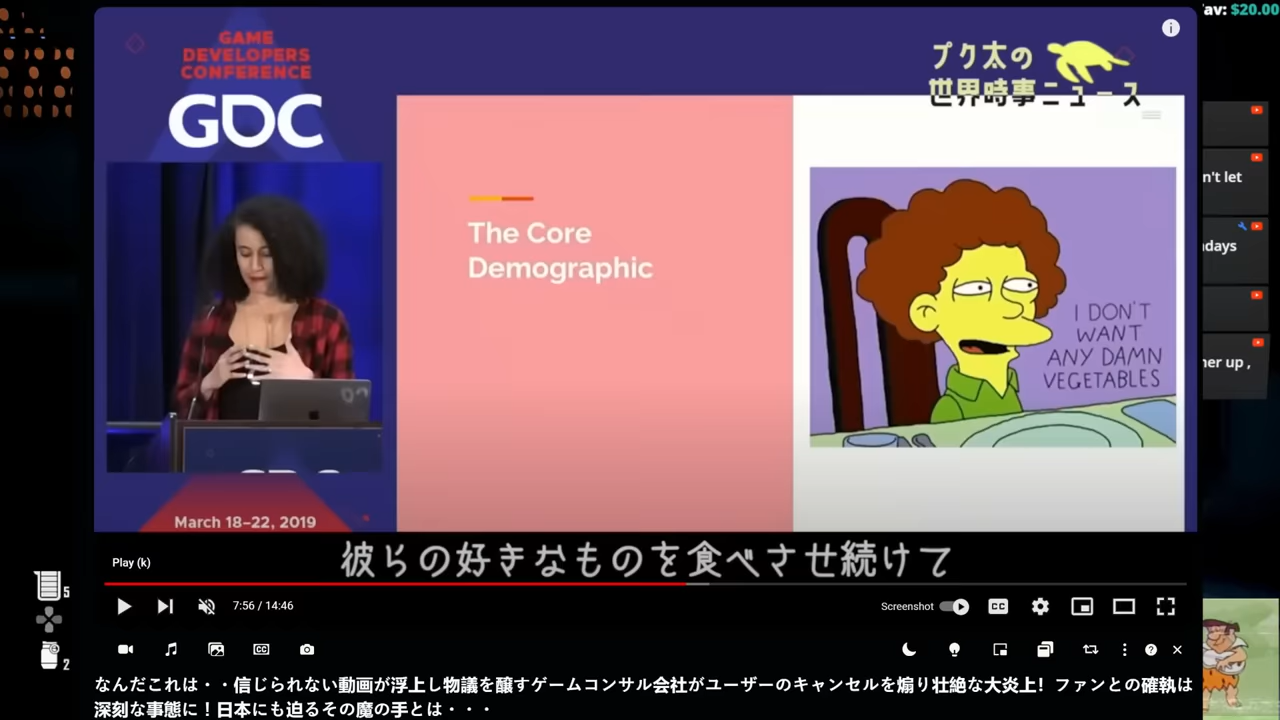 av: $20.00
GAME
DEVELOPERS
CONFERENCE
GDC
プク太の
世界時事ニュース
The Core
Demographic
I DON'T
WANT
ANY DAMN
VEGETABLES
n't let
days
her up ,
March 18–22, 2019
彼らの好きなものを食べさせ続けて
Play (k)
7:56 / 14:46
Screenshot
CC
5
2
なんだこれは・・信じられない動画が浮上し物議を醸すゲームコンサル会社がユーザーのキャンセルを煽り壮絶な大炎上！ファンとの確執は
深刻な事態に！日本にも迫るその魔の手とは・・・